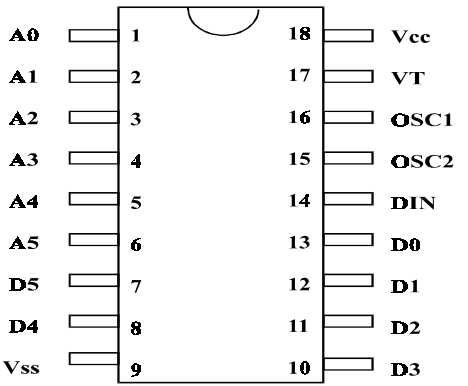 A0 1 18 Vcc
A1 2 17 VT
A2 3 16 OSC1
A3 4 15 OSC2
A4 5 14 DIN
A5 6 13 D0
D5 7 12 D1
D4 8 11 D2
Vss 9 10 D3